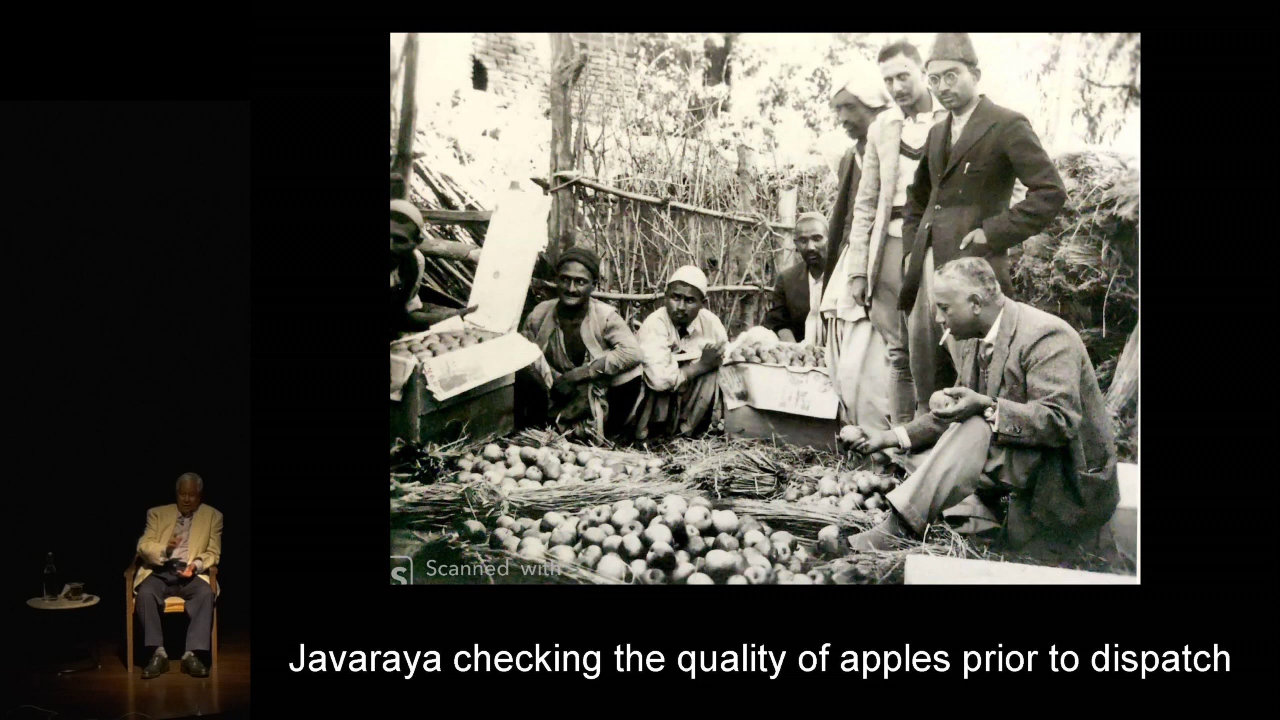 Scanned with
Javaraya checking the quality of apples prior to dispatch